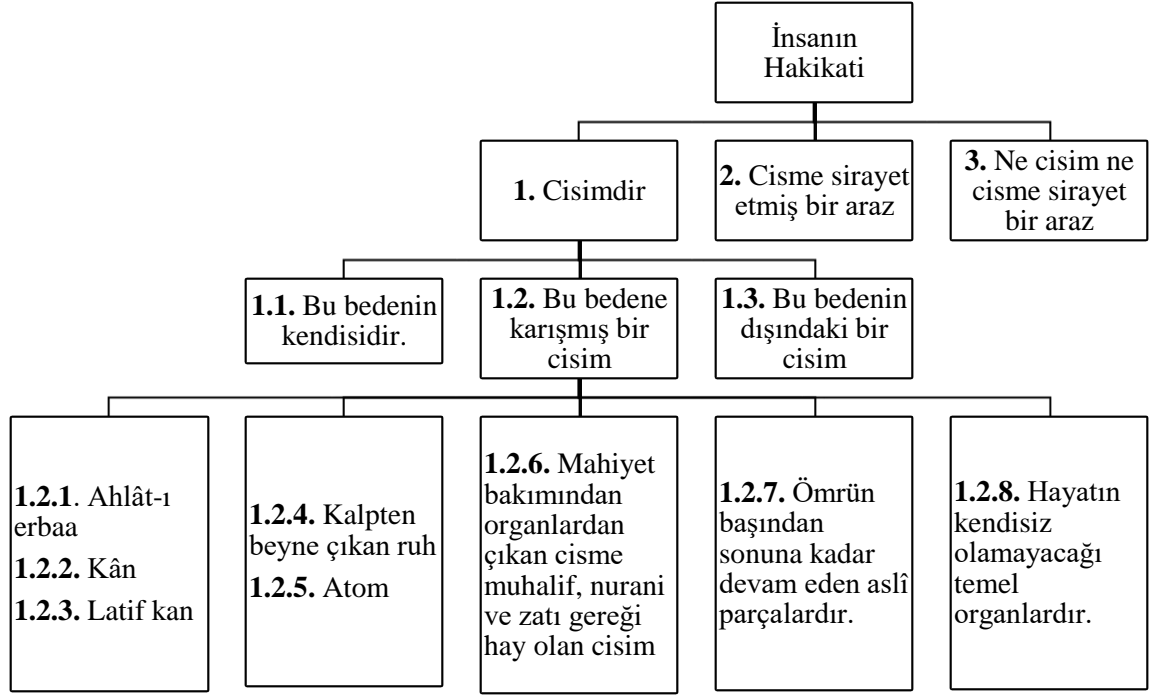 İnsanın
Hakikati
1. Cisimdir
2. Cisme sirayet
etmiş bir araz
3. Ne cisim ne
cisme sirayet
bir araz
1.1. Bu bedenin
kendisidir.
1.2. Bu bedene
karışmış bir
cisim
1.3. Bu bedenin
dışındaki bir
cisim
1.2.1. Ahlât-ı
erbaa
1.2.2. Kân
1.2.3. Latif kan
1.2.4. Kalpten
beyne çıkan ruh
1.2.5. Atom
1.2.6. Mahiyet
bakımından
organlardan
çıkan cisme
muhalif, nurani
ve zatı gereği
hay olan cisim
1.2.7. Ömrün
başından
sonuna kadar
devam eden aslî
parçalardır.
1.2.8. Hayatın
kendisiz
olamayacağı
temel
organlardır.